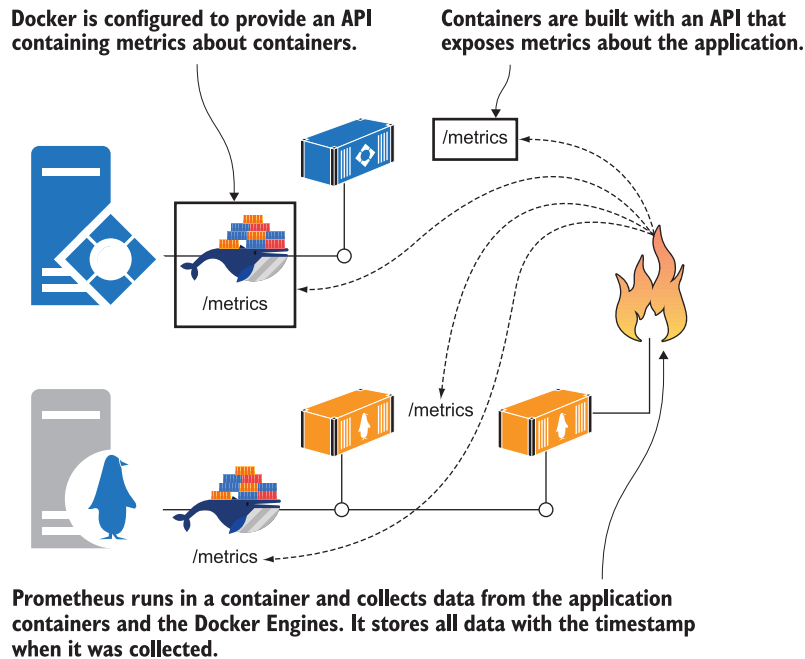 Docker is configured to provide an API
containing metrics about containers.
Containers are built with an API that
exposes metrics about the application.
/metrics
/metrics
/metrics
/metrics
Prometheus runs in a container and collects data from the application
containers and the Docker Engines. It stores all data with the timestamp
when it was collected.